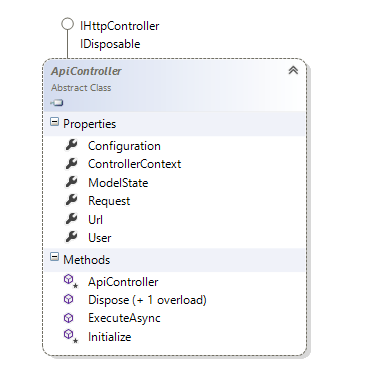 IHttpController
IDisposable
ApiController
Abstract Class
Properties
Configuration
ControllerContext
ModelState
Request
Url
User
Methods
ApiController
Dispose (+ 1 overload)
ExecuteAsync
Initialize